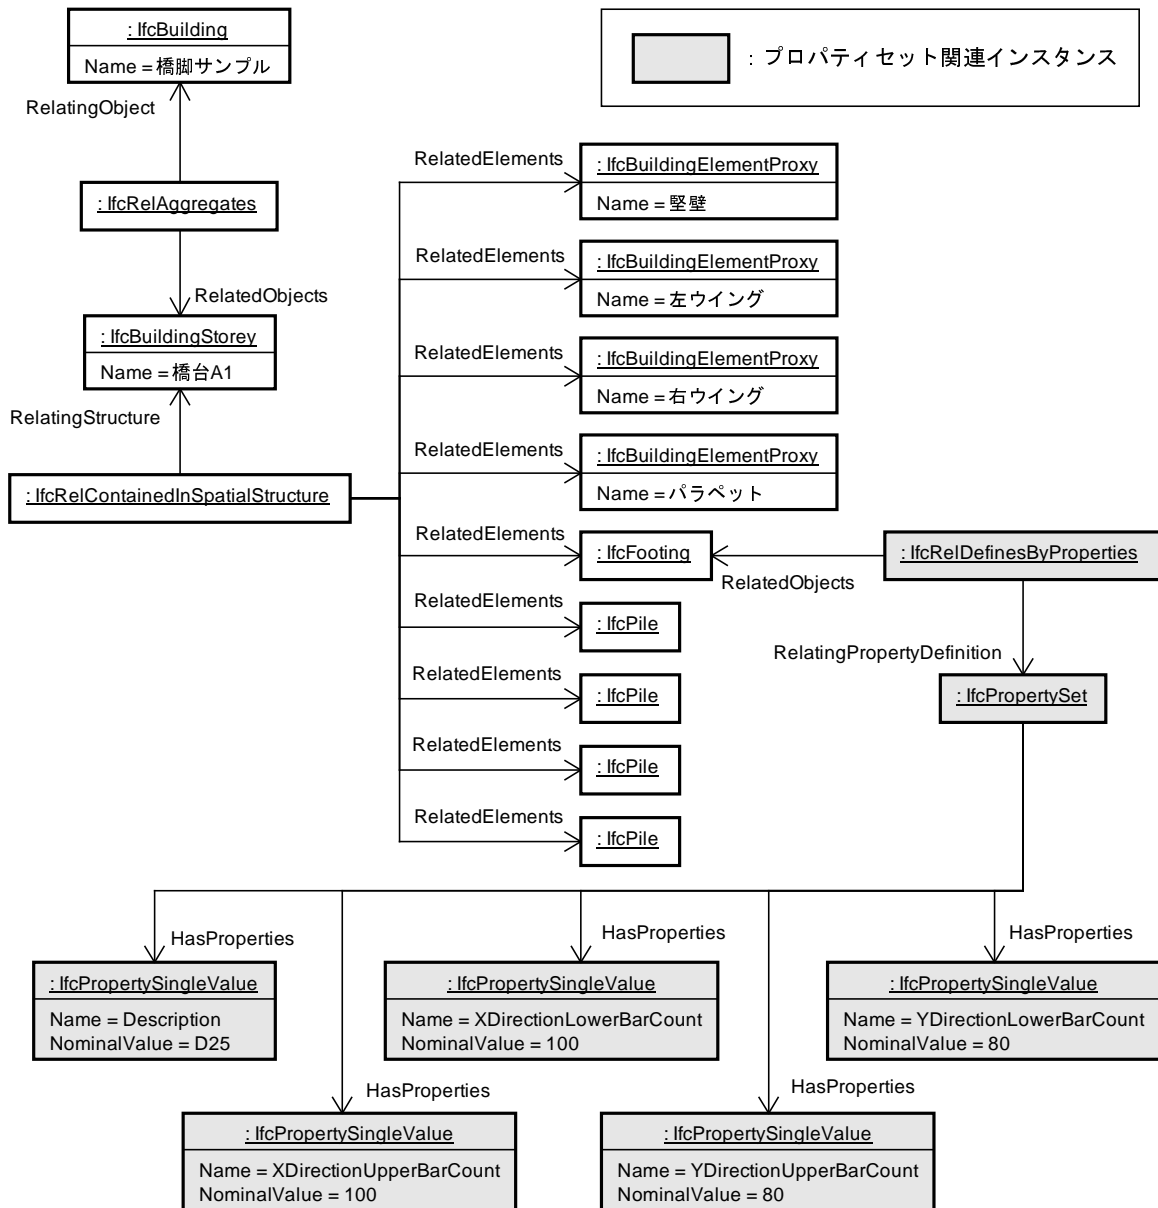 : IfcBuilding
Name = 橋脚サンプル
: プロパティセット関連インスタンス
RelatingObject
: IfcRelAggregates
RelatedObjects
: IfcBuildingStorey
Name = 橋台A1
RelatingStructure
: IfcRelContainedInSpatialStructure
RelatedElements
: IfcBuildingElementProxy
Name = 堅壁
RelatedElements
: IfcBuildingElementProxy
Name = 左ウイング
RelatedElements
: IfcBuildingElementProxy
Name = 右ウイング
RelatedElements
: IfcBuildingElementProxy
Name = パラペット
RelatedElements
: IfcFooting
RelatedObjects
: IfcRelDefinesByProperties
RelatedElements
: IfcPile
RelatingPropertyDefinition
: IfcPropertySet
RelatedElements
: IfcPile
RelatedElements
: IfcPile
RelatedElements
: IfcPile
HasProperties
: IfcPropertySingleValue
Name = Description
NominalValue = D25
HasProperties
: IfcPropertySingleValue
Name = XDirectionLowerBarCount
NominalValue = 100
HasProperties
: IfcPropertySingleValue
Name = YDirectionLowerBarCount
NominalValue = 80
HasProperties
: IfcPropertySingleValue
Name = XDirectionUpperBarCount
NominalValue = 100
HasProperties
: IfcPropertySingleValue
Name = YDirectionUpperBarCount
NominalValue = 80